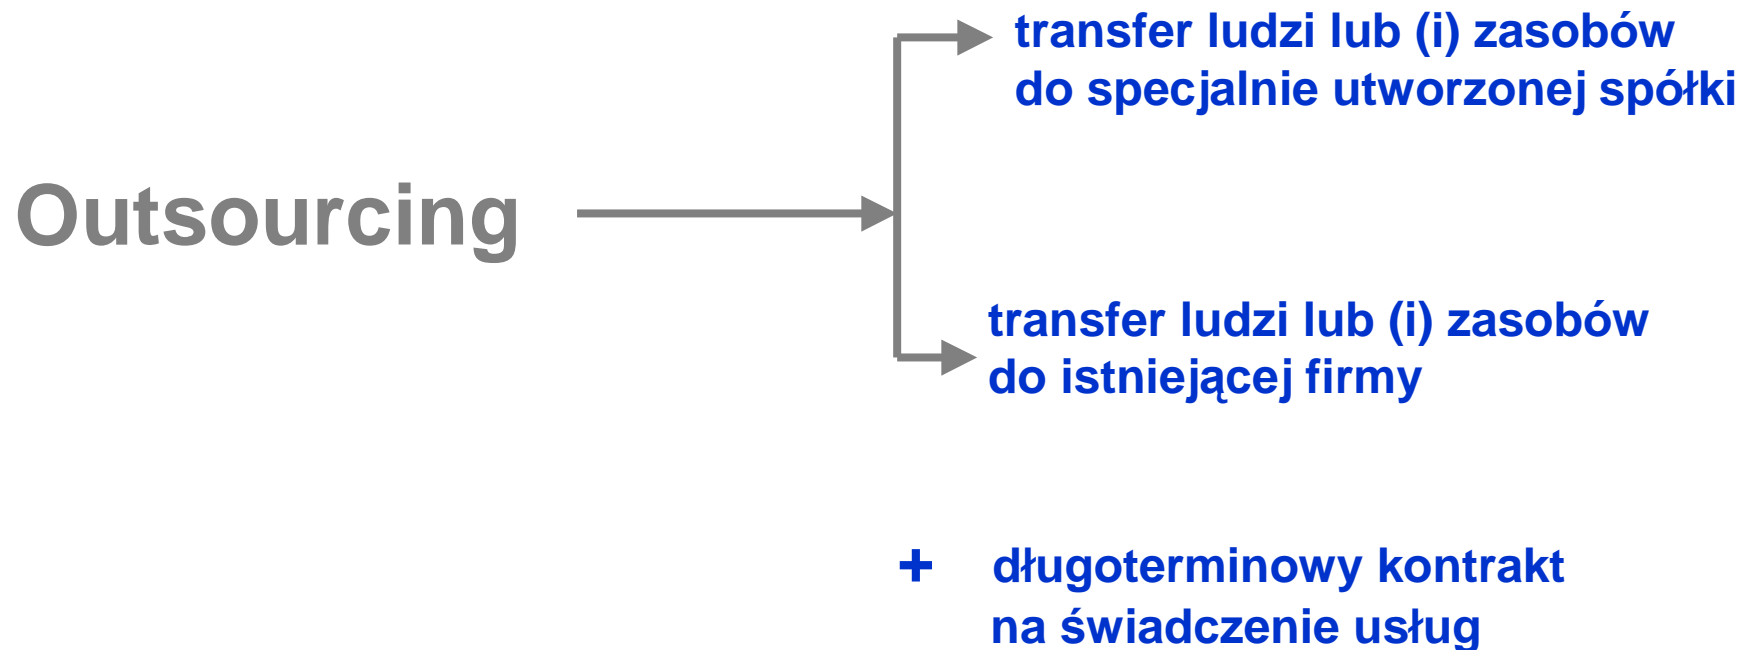 transfer ludzi lub (i) zasobów
do specjalnie utworzonej spółki
Outsourcing
transfer ludzi lub (i) zasobów
do istniejącej firmy
+ długoterminowy kontrakt
na świadczenie usług